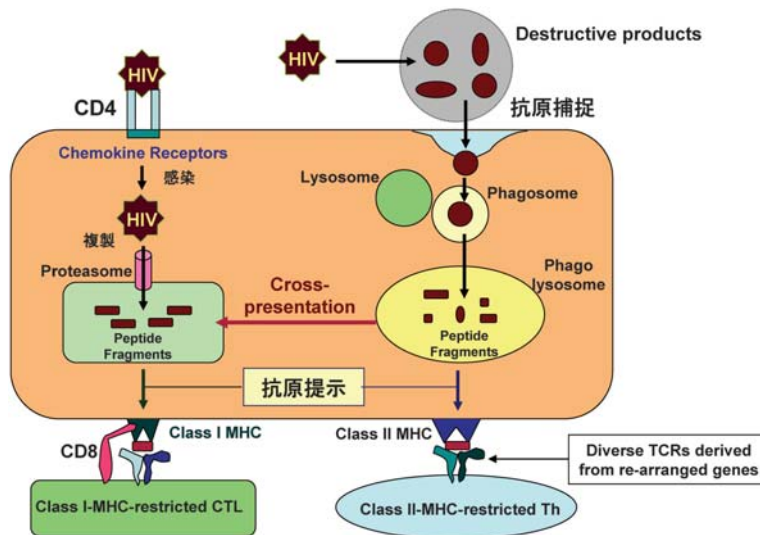 HIV
HIV
Destructive products
CD4
抗原捕捉
Chemokine Receptors
感染
Lysosome
Phagosome
HIV
複製
Proteasome
Cross-
presentation
Phago
lysosome
Peptide
Fragments
Peptide
Fragments
抗原提示
Class I MHC
Class II MHC
CD8
Diverse TCRs derived
from re-arranged genes
Class I-MHC-restricted CTL
Class II-MHC-restricted Th